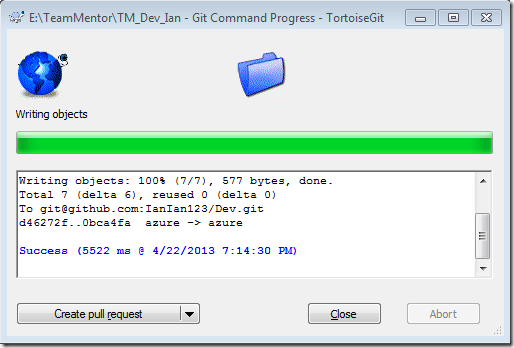 E:\TeamMentor\TM_Dev_Ian - Git Command Progress - TortoiseGit
Writing objects
Writing objects: 100% (7/7), 577 bytes, done.
Total 7 (delta 6), reused 0 (delta 0)
To git@github.com:IanIan123/Dev.git
d46272f..0bca4fa  azure -> azure
Success (5522 ms @ 4/22/2013 7:14:30 PM)
Create pull request
Close
Abort